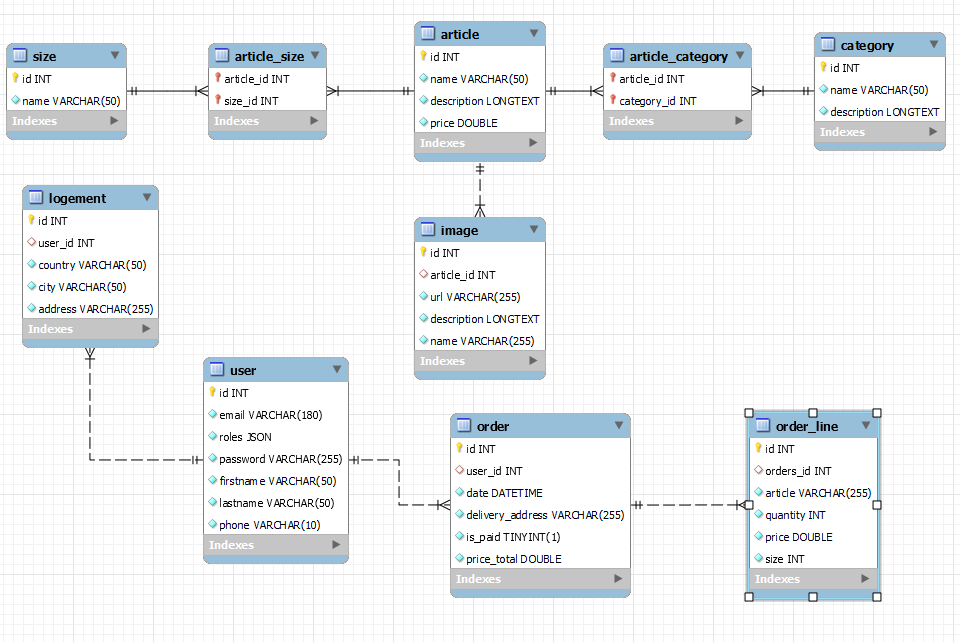 size
id INT
name VARCHAR(50)
Indexes
article_size
article_id INT
size_id INT
Indexes
article
id INT
name VARCHAR(50)
description LONGTEXT
price DOUBLE
Indexes
article_category
article_id INT
category_id INT
Indexes
category
id INT
name VARCHAR(50)
description LONGTEXT
Indexes
logement
id INT
user_id INT
country VARCHAR(50)
city VARCHAR(50)
address VARCHAR(255)
Indexes
image
id INT
article_id INT
url VARCHAR(255)
description LONGTEXT
name VARCHAR(255)
Indexes
user
id INT
email VARCHAR(180)
roles JSON
password VARCHAR(255)
firstname VARCHAR(50)
lastname VARCHAR(50)
phone VARCHAR(10)
Indexes
order
id INT
user_id INT
date DATETIME
delivery_address VARCHAR(255)
is_paid TINYINT(1)
price_total DOUBLE
Indexes
order_line
id INT
orders_id INT
article VARCHAR(255)
quantity INT
price DOUBLE
size INT
Indexes